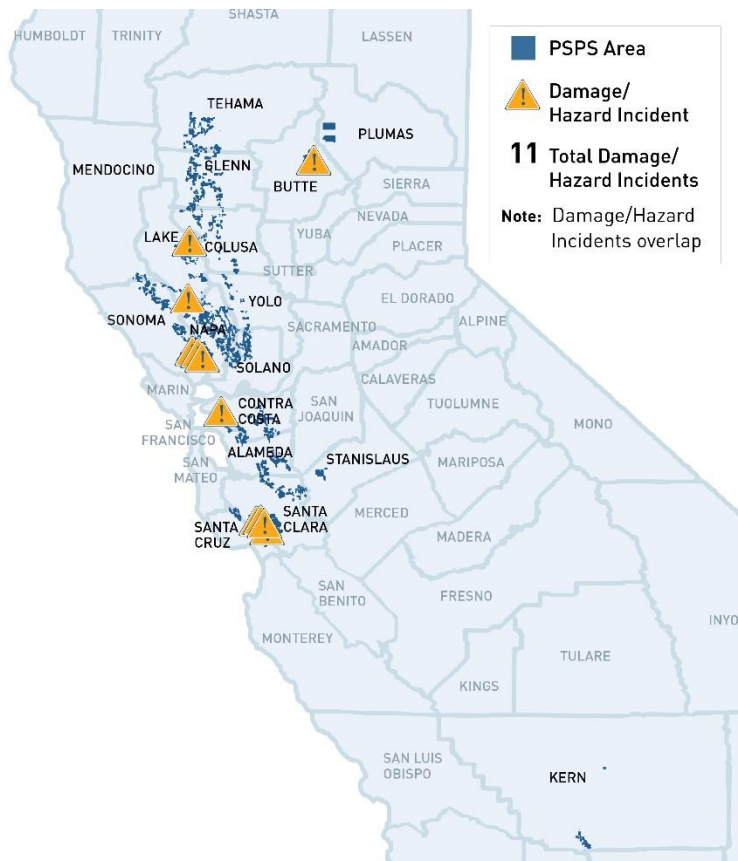 SHASTA
HUMBOLDT
TRINITY
LASSEN
PSPS Area
Damage/
Hazard Incident
11 Total Damage/
Hazard Incidents
Note: Damage/Hazard
Incidents overlap
TEHAMA
PLUMAS
MENDOCINO
GLENN
BUTTE
SIERRA
NEVADA
YUBA
LAKE
COLUSA
PLACER
SUTTER
YOLO
EL DORADO
SONOMA
NAPA
SACRAMENTO
ALPINE
AMADOR
SOLANO
CALAVERAS
MARIN
SAN
JOAQUIN
TUOLUMNE
CONTRA
COSTA
MONO
SAN
FRANCISCO
ALAMEDA
STANISLAUS
SAN
MATEO
MARIPOSA
SANTA
CLARA
MERCED
SANTA
CRUZ
MADERA
SAN
BENITO
FRESNO
INYO
MONTEREY
TULARE
KINGS
SAN LUIS
OBISPO
KERN